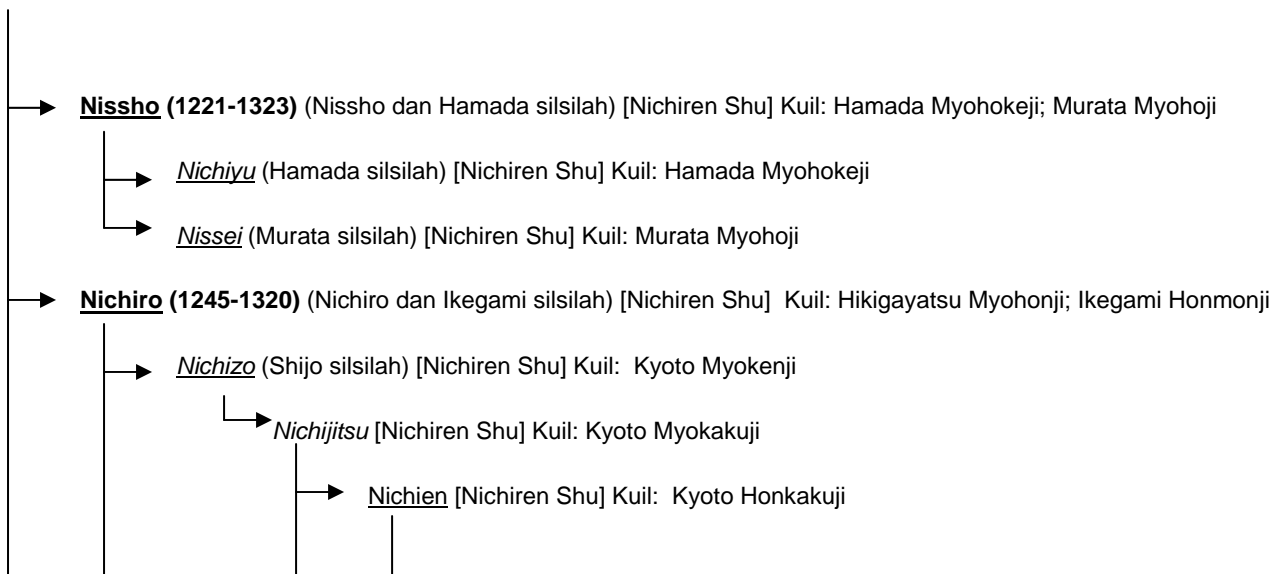 Nissho (1221-1323) (Nissho dan Hamada silsilah) [Nichiren Shu] Kuil: Hamada Myohokeji; Murata Myohoji
Nichiyu (Hamada silsilah) [Nichiren Shu] Kuil: Hamada Myohokeji
Nissei (Murata silsilah) [Nichiren Shu] Kuil: Murata Myohoji
Nichiro (1245-1320) (Nichiro dan Ikegami silsilah) [Nichiren Shu] Kuil: Hikigayatsu Myohonji; Ikegami Honmonji
Nichizo (Shijo silsilah) [Nichiren Shu] Kuil: Kyoto Myokenji
Nichijitsu [Nichiren Shu] Kuil: Kyoto Myokakuji
Nichien [Nichiren Shu] Kuil: Kyoto Honkakuji